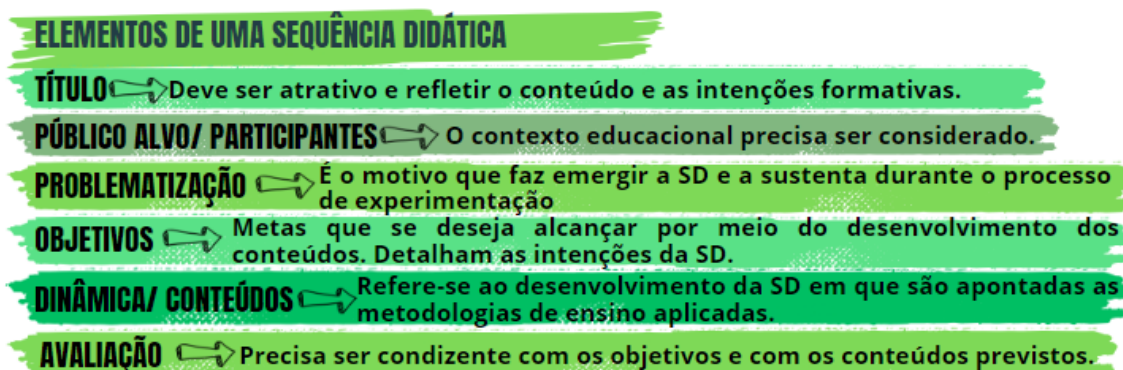 ELEMENTOS DE UMA SEQUÊNCIA DIDÁTICA
TÍTULO Deve ser atrativo e refletir o conteúdo e as intenções formativas.
PÚBLICO ALVO/ PARTICIPANTES O contexto educacional precisa ser considerado.
PROBLEMATIZAÇÃO É o motivo que faz emergir a SD e a sustenta durante o processo
de experimentação
OBJETIVOS Metas que se deseja alcançar por meio do desenvolvimento dos
conteúdos. Detalham as intenções da SD.
DINÂMICA/ CONTEÚDOS Refere-se ao desenvolvimento da SD em que são apontadas as
metodologias de ensino aplicadas.
AVALIAÇÃO Precisa ser condizente com os objetivos e com os conteúdos previstos.